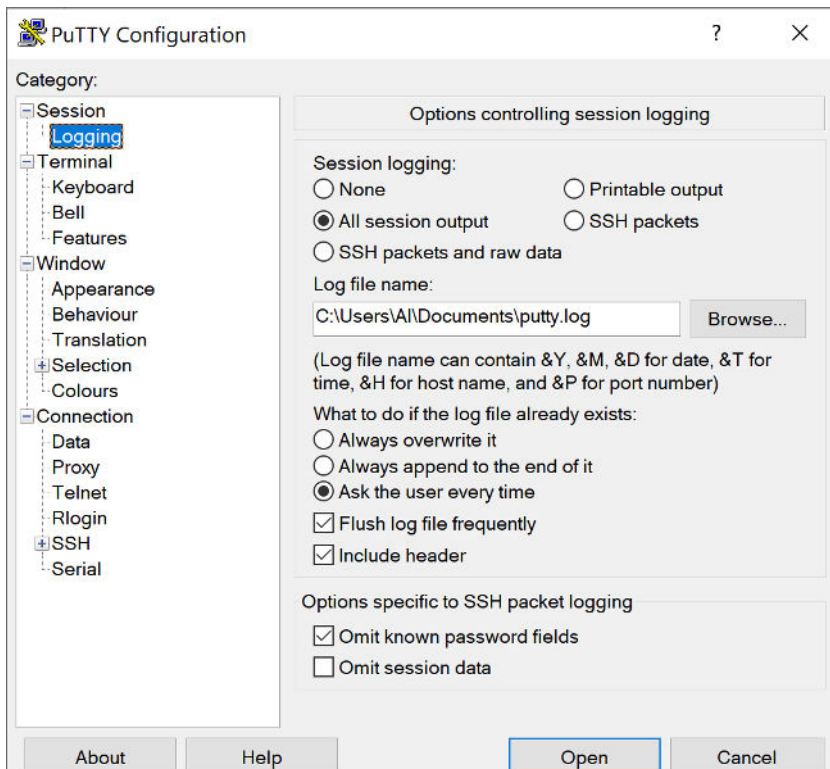 PuTTY Configuration
?
Category:
Session
Logging
Terminal
Keyboard
Bell
Features
Window
Appearance
Behaviour
Translation
Selection
Colours
Connection
Data
Proxy
Telnet
Rlogin
SSH
Serial
Options controlling session logging
Session logging:
None Printable output
All session output SSH packets
SSH packets and raw data
Log file name:
C:\Users\Al\Documents\putty.log Browse...
(Log file name can contain &Y, &M, &D for date, &T for
time, &H for host name, and &P for port number)
What to do if the log file already exists:
Always overwrite it
Always append to the end of it
Ask the user every time
Flush log file frequently
Include header
Options specific to SSH packet logging
Omit known password fields
Omit session data
About Help Open Cancel